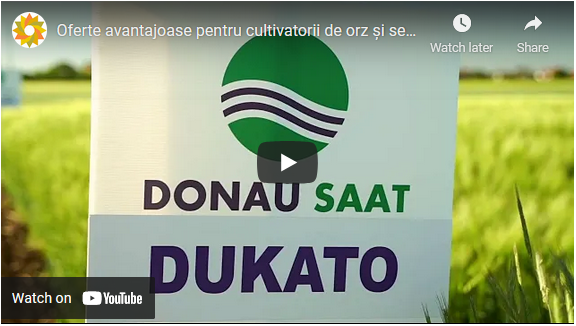 Oferte avantajoase pentru cultivatorii de orz și se...
Watch later
Share
DONAU SAAT
DUKATO
Watch on YouTube